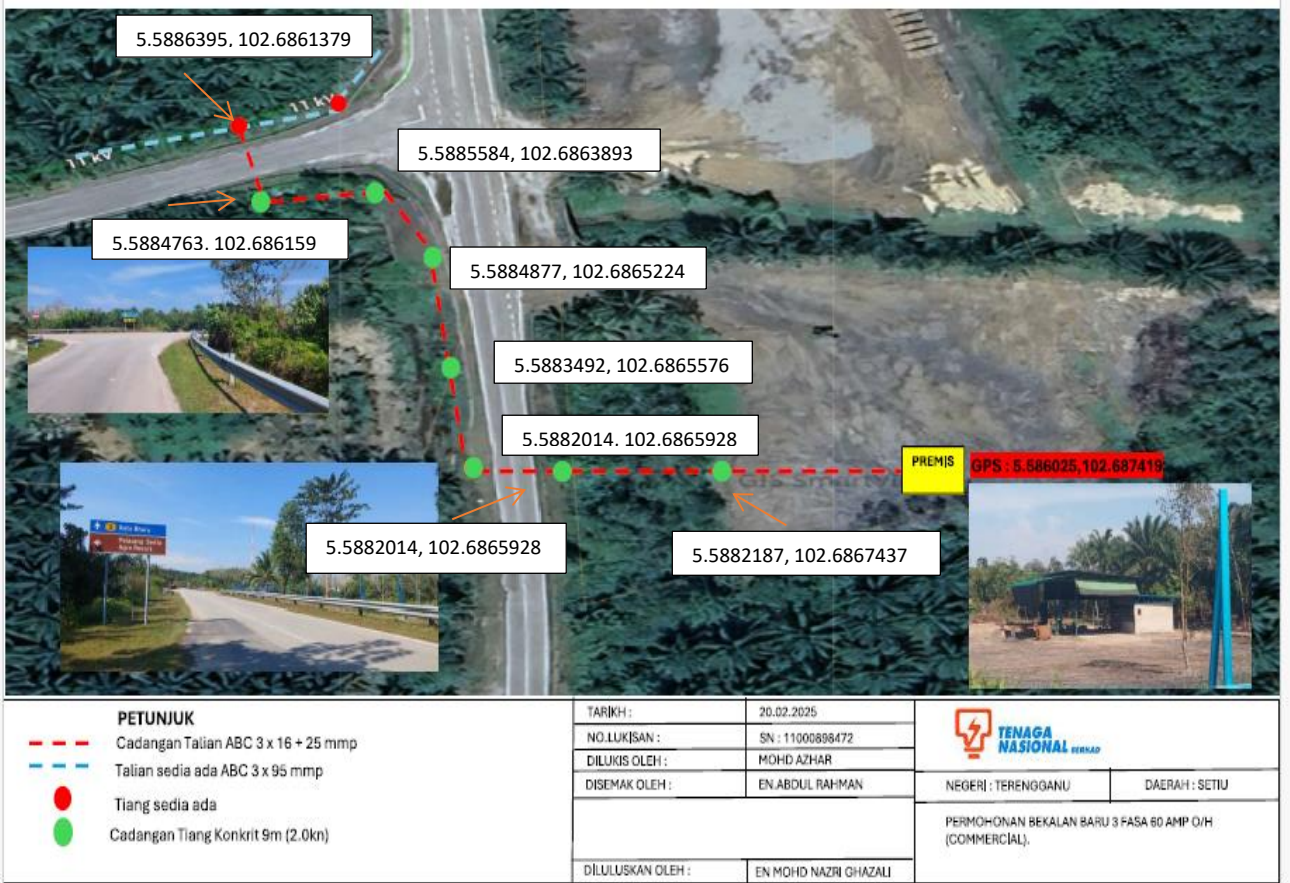 5.5886395, 102.6861379
11 kV
11 kV
5.5885584, 102.6863893
5.5884763. 102.686159
5.5884877, 102.6865224
5.5883492, 102.6865576
5.5882014. 102.6865928
PREMIS
GPS : 5.586025,102.687419
5.5882014, 102.6865928
5.5882187, 102.6867437
PETUNJUK
Cadangan Talian ABC 3 x 16 + 25 mmp
Talian sedia ada ABC 3 x 95 mmp
Tiang sedia ada
Cadangan Tiang Konkrit 9m (2.0kn)
TARIKH : 20.02.2025
NO.LUKISAN : SN : 11000898472
DILUKIS OLEH : MOHD AZHAR
DISEMAK OLEH : EN.ABDUL RAHMAN
DILULUSKAN OLEH : EN MOHD NAZRI GHAZALI
TENAGA
NASIONAL BERHAD
NEGERI : TERENGGANU DAERAH : SETIU
PERMOHONAN BEKALAN BARU 3 FASA 60 AMP O/H
(COMMERCIAL).